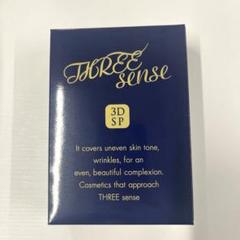 THREE
sense
3D
SP
It covers uneven skin tone,
wrinkles, for an
even, beautiful complexian.
Cosmetics that approach
THREE sense